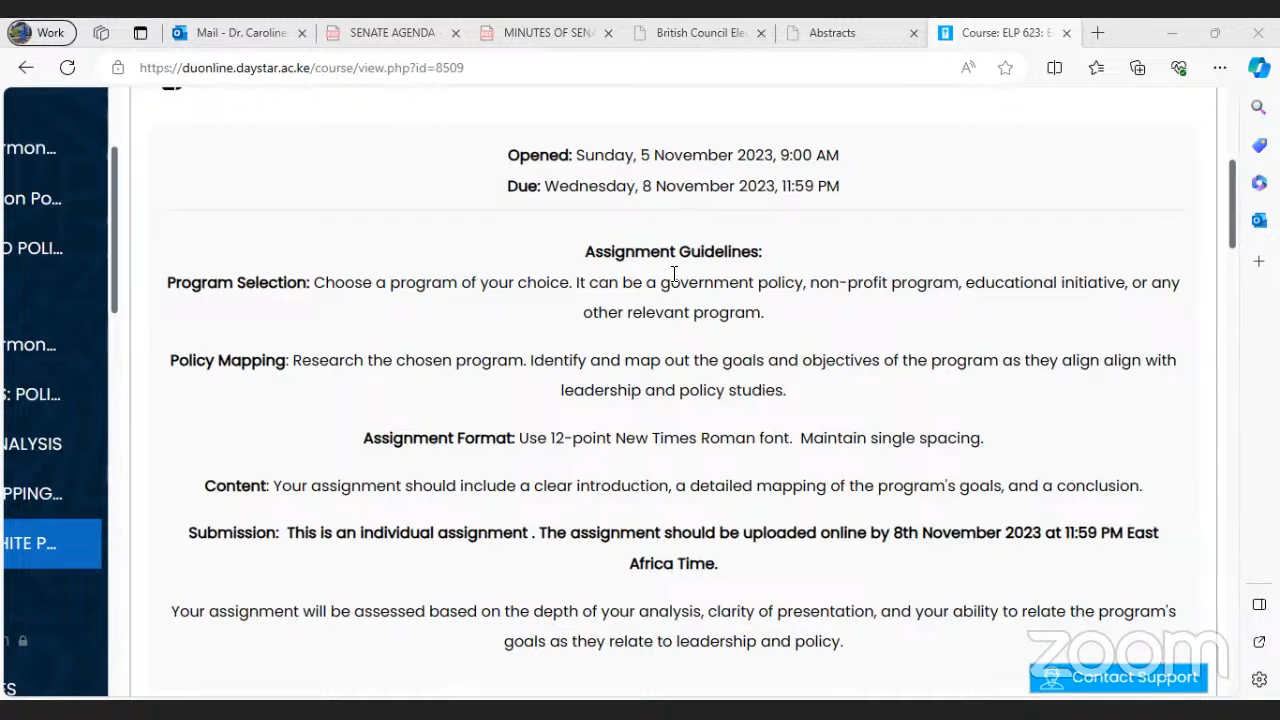 Work
Mail - Dr. Caroline
SENATE AGENDA
MINUTES OF SEN
British Council Ele
Abstracts
Course: ELP 623: E
https://duonline.daystar.ac.ke/course/view.php?id=8509
rmon...
on Po...
O POLI...
rmon...
S: POLI...
NALYSIS
PPING...
HITE P...
ES
Opened: Sunday, 5 November 2023, 9:00 AM
Due: Wednesday, 8 November 2023, 11:59 PM
Assignment Guidelines:
Program Selection: Choose a program of your choice. It can be a government policy, non-profit program, educational initiative, or any
other relevant program.
Policy Mapping: Research the chosen program. Identify and map out the goals and objectives of the program as they align align with
leadership and policy studies.
Assignment Format: Use 12-point New Times Roman font. Maintain single spacing.
Content: Your assignment should include a clear introduction, a detailed mapping of the program's goals, and a conclusion.
Submission: This is an individual assignment . The assignment should be uploaded online by 8th November 2023 at 11:59 PM East
Africa Time.
Your assignment will be assessed based on the depth of your analysis, clarity of presentation, and your ability to relate the program's
goals as they relate to leadership and policy.
zoom
Contact Support